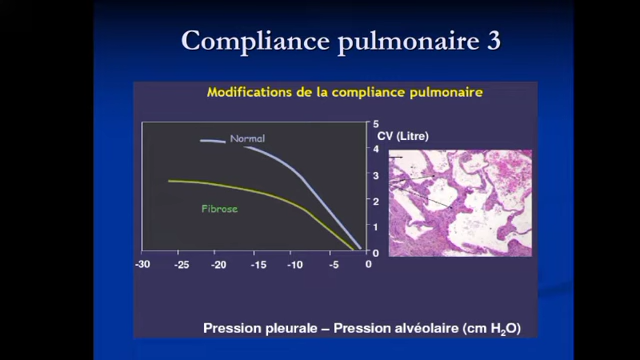 Compliance pulmonaire 3
Modifications de la compliance pulmonaire
5
CV (Litre)
Normal
4
3
Fibrose
2
1
0
-30 -25 -20 -15 -10 -5 0
Pression pleurale – Pression alvéolaire (cm H₂O)